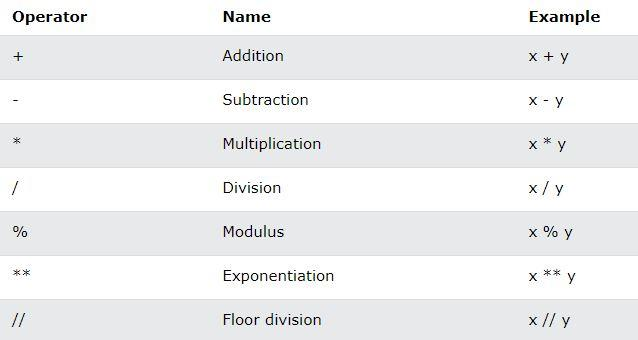 Operator Name Example
+ Addition x + y
- Subtraction x - y
* Multiplication x * y
/ Division x / y
% Modulus x % y
** Exponentiation x ** y
// Floor division x // y